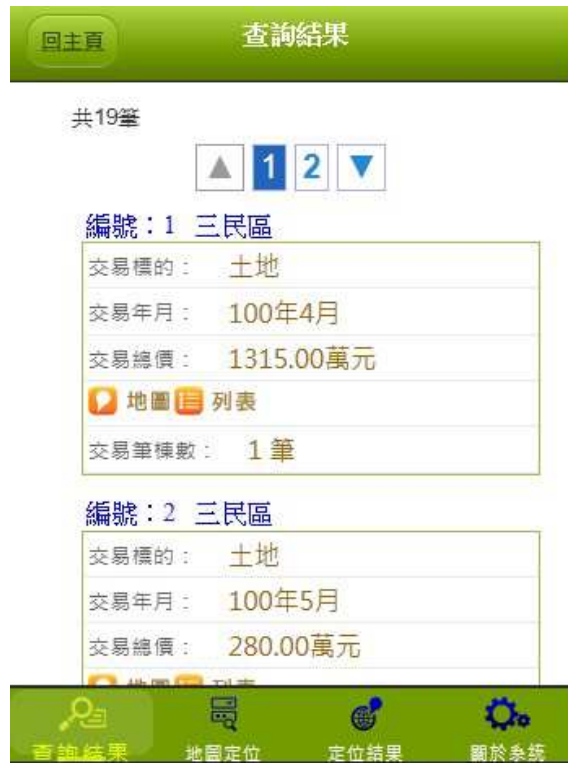 回主頁 查詢結果
共19筆
▲ 1 2 ▼
編號：1 三民區
交易標的： 土地
交易年月： 100年4月
交易總價： 1315.00萬元
地圖 列表
交易筆棟數： 1 筆
編號：2 三民區
交易標的： 土地
交易年月： 100年5月
交易總價： 280.00萬元
地圖 列表
查詢結果 地圖定位 定位結果 關於系統